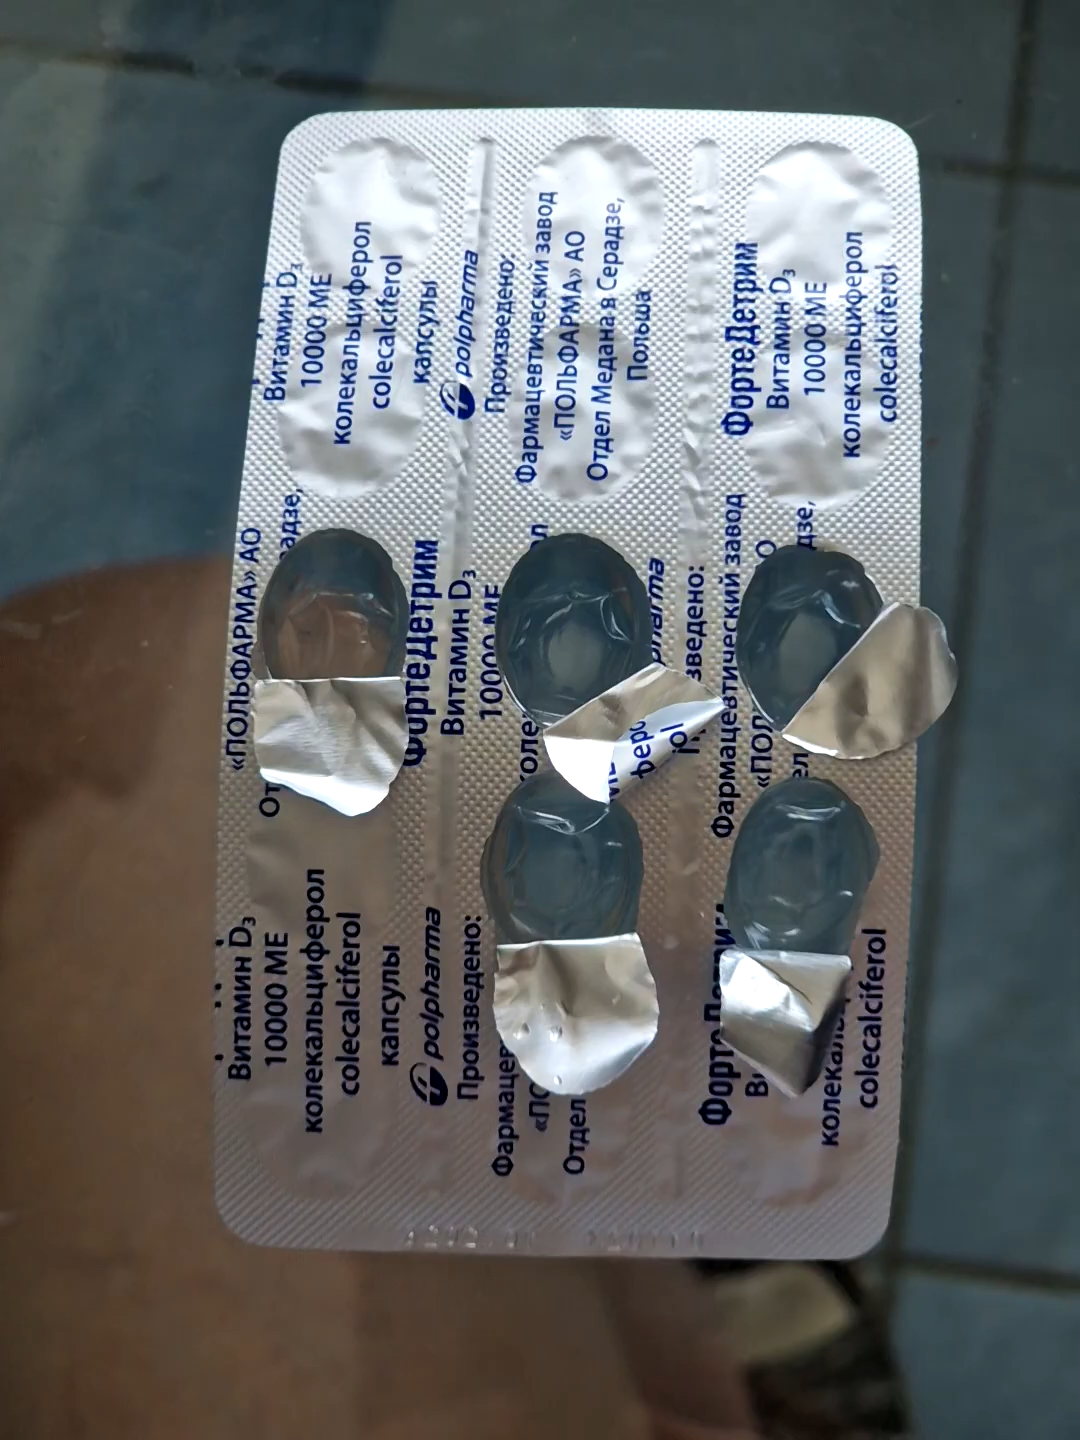 Витамин D₃
10000 МЕ
колекальциферол
colecalciferol
капсулы
polpharma
Произведено:
Фармацевтический завод
«ПОЛЬФАРМА» АО
Отдел Медана в Серадзе,
Польша
ФортеДетрим
Витамин D₃
10000 МЕ
колекальциферол
colecalciferol
«ПОЛЬФАРМА» АО
ФортеДетрим
Витамин D₃
10000 МЕ
Фармацевтический завод
Витамин D₃
10000 МЕ
колекальциферол
colecalciferol
капсулы
polpharma
Произведено:
Отдел
colecalciferol